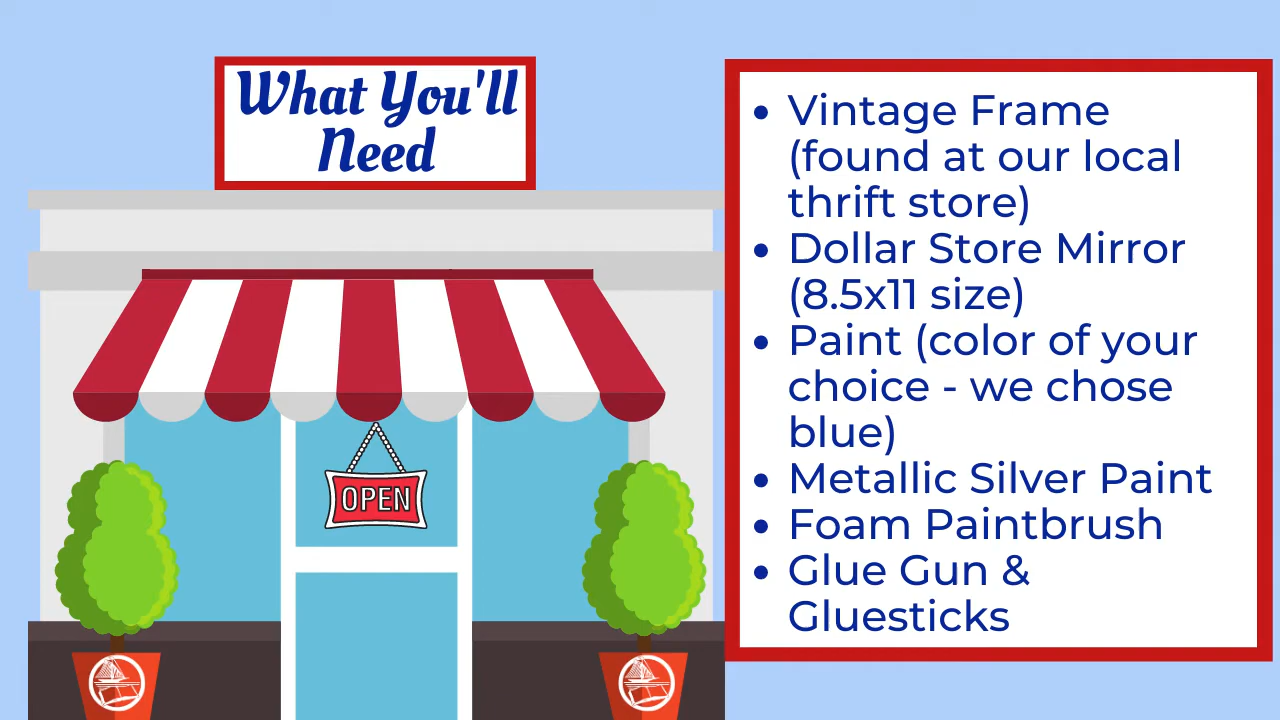 What You'll
Need
• Vintage Frame
(found at our local
thrift store)
• Dollar Store Mirror
(8.5x11 size)
• Paint (color of your
choice - we chose
blue)
• Metallic Silver Paint
• Foam Paintbrush
• Glue Gun &
Gluesticks
OPEN